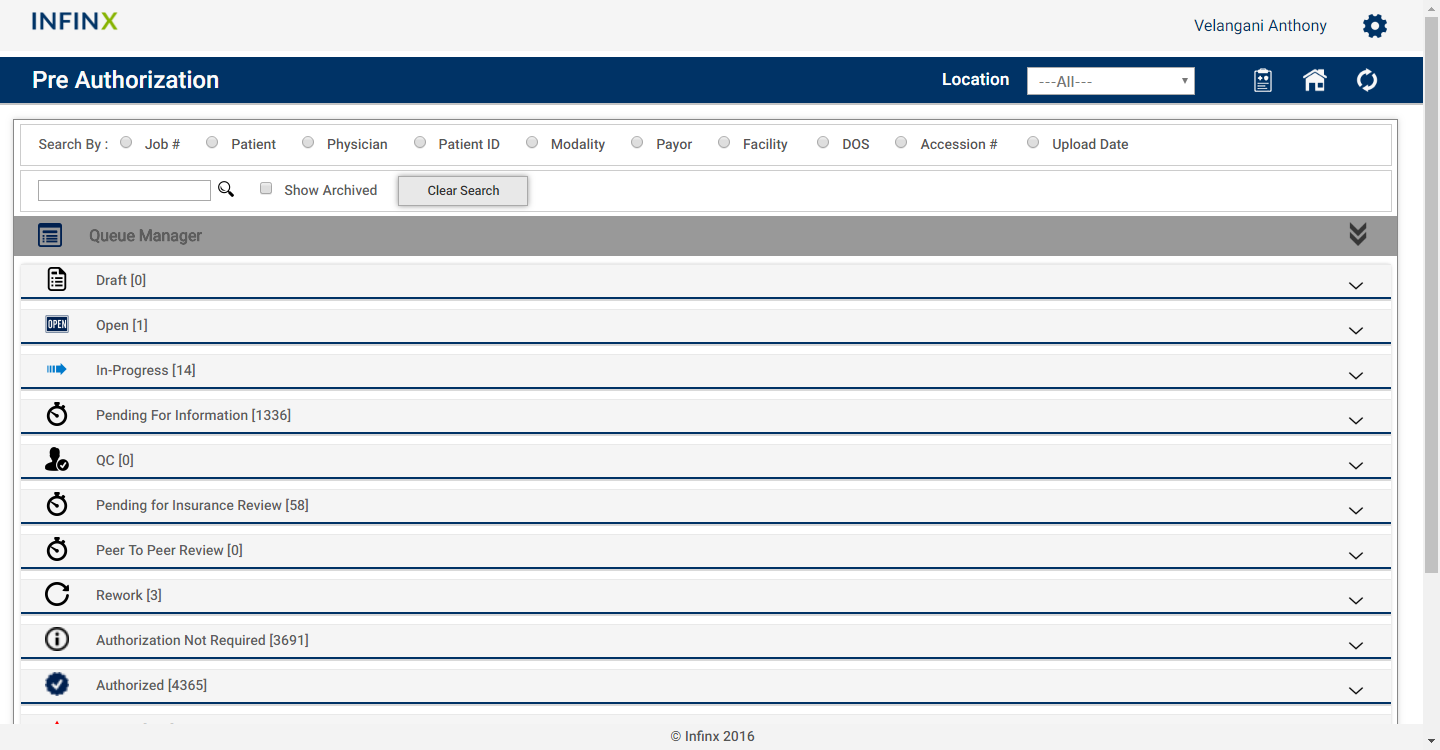 INFINX
Velangani Anthony
Pre Authorization
Location
---All---
Search By : Job # Patient Physician Patient ID Modality Payor Facility DOS Accession # Upload Date
Show Archived Clear Search
Queue Manager
Draft [0]
OPEN Open [1]
In-Progress [14]
Pending For Information [1336]
QC [0]
Pending for Insurance Review [58]
Peer To Peer Review [0]
Rework [3]
Authorization Not Required [3691]
Authorized [4365]
© Infinx 2016